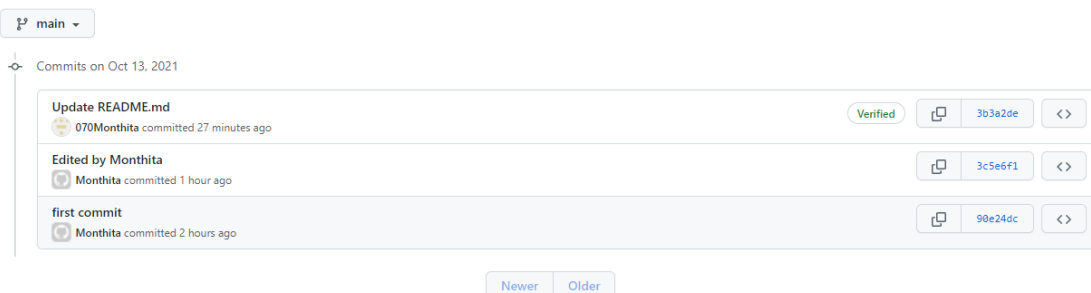 main
Commits on Oct 13, 2021
Update README.md
070Monthita committed 27 minutes ago
Verified
3b3a2de
Edited by Monthita
Monthita committed 1 hour ago
3c5e6f1
first commit
Monthita committed 2 hours ago
90e24dc
Newer Older